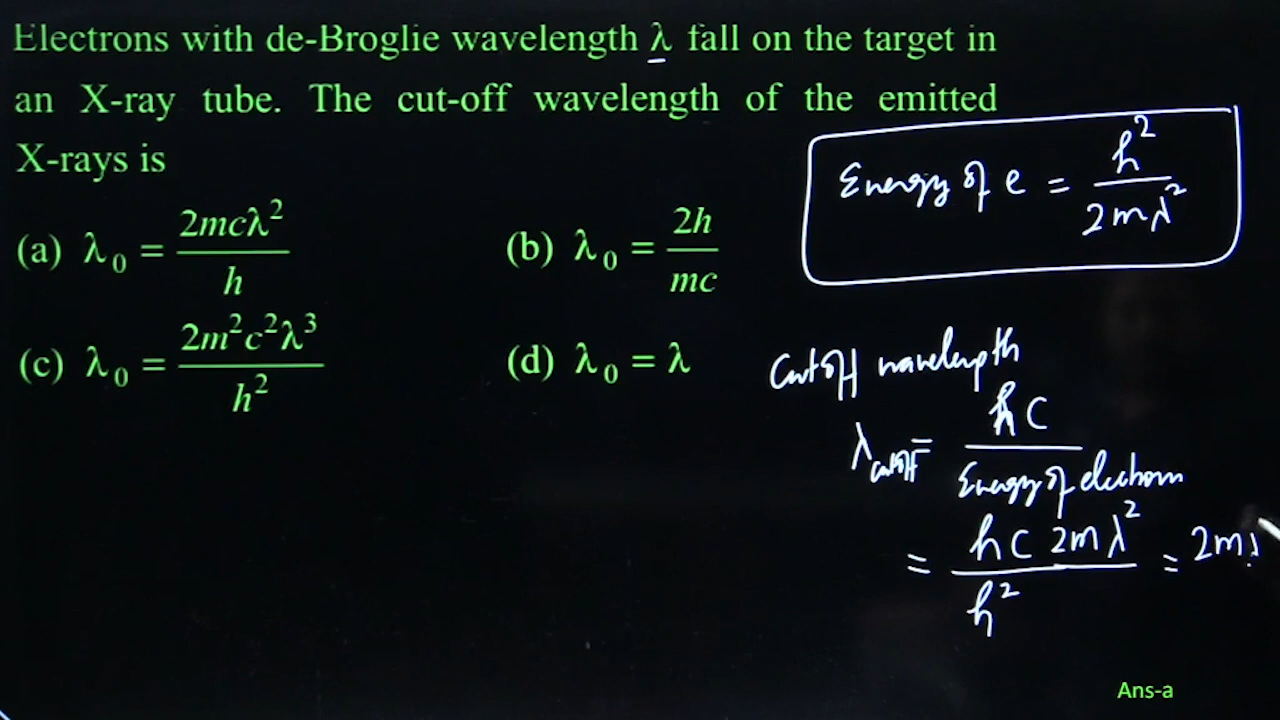 Electrons with de-Broglie wavelength λ fall on the target in
an X-ray tube. The cut-off wavelength of the emitted
X-rays is
(a) λ₀ = 2mcλ²/h
(b) λ₀ = 2h/mc
(c) λ₀ = 2m²c²λ³/h²
(d) λ₀ = λ
Energy of e = h²/2mλ²
Cutoff wavelength
λcutoff = hc/Energy of electron
= hc 2mλ²/h² = 2mλ
Ans-a